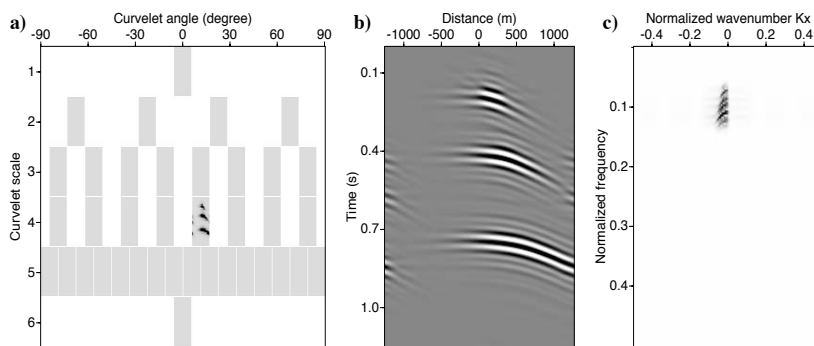 a)
Curvelet angle (degree)
-90 -60 -30 0 30 60 90
Curvelet scale
1
2
3
4
5
6
b)
Distance (m)
-1000 0 500 1000
Time (s)
0.1
0.4
0.7
1.0
c)
Normalized wavenumber Kx
-0.4 -0.2 0 0.2 0.4
Normalized frequency
0.1
0.2
0.3
0.4